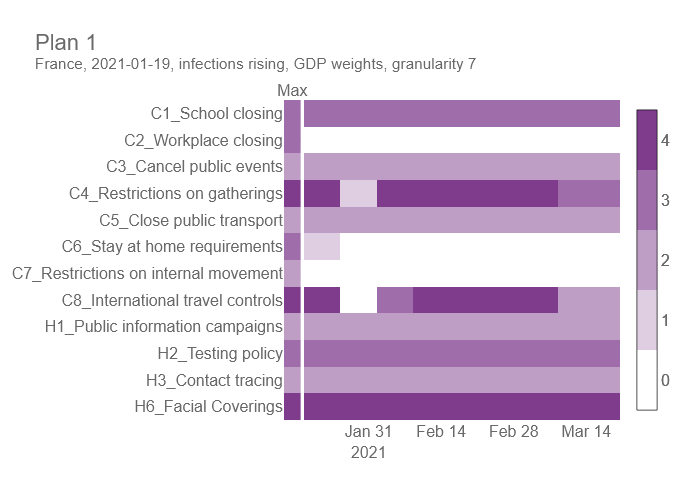 Plan 1
France, 2021-01-19, infections rising, GDP weights, granularity 7
Max
C1_School closing
C2_Workplace closing
C3_Cancel public events
C4_Restrictions on gatherings
C5_Close public transport
C6_Stay at home requirements
C7_Restrictions on internal movement
C8_International travel controls
H1_Public information campaigns
H2_Testing policy
H3_Contact tracing
H6_Facial Coverings
Jan 31 Feb 14 Feb 28 Mar 14
2021
4
3
2
1
0